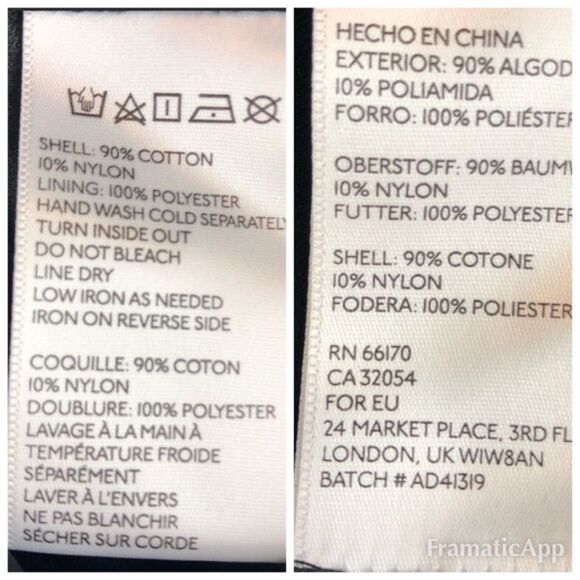 SHELL: 90% COTTON
10% NYLON
LINING: 100% POLYESTER
HAND WASH COLD SEPARATELY
TURN INSIDE OUT
DO NOT BLEACH
LINE DRY
LOW IRON AS NEEDED
IRON ON REVERSE SIDE
COQUILLE: 90% COTON
10% NYLON
DOUBLURE: 100% POLYESTER
LAVAGE À LA MAIN À
TEMPÉRATURE FROIDE
SÉPARÉMENT
LAVER À L'ENVERS
NE PAS BLANCHIR
SÉCHER SUR CORDE
HECHO EN CHINA
EXTERIOR: 90% ALGOD
10% POLIAMIDA
FORRO: 100% POLIÉSTER
OBERSTOFF: 90% BAUMW
10% NYLON
FUTTER: 100% POLYESTER
SHELL: 90% COTONE
10% NYLON
FODERA: 100% POLIESTER
RN 66170
CA 32054
FOR EU
24 MARKET PLACE, 3RD FL
LONDON, UK W1W8AN
BATCH # AD41319
FramaticApp